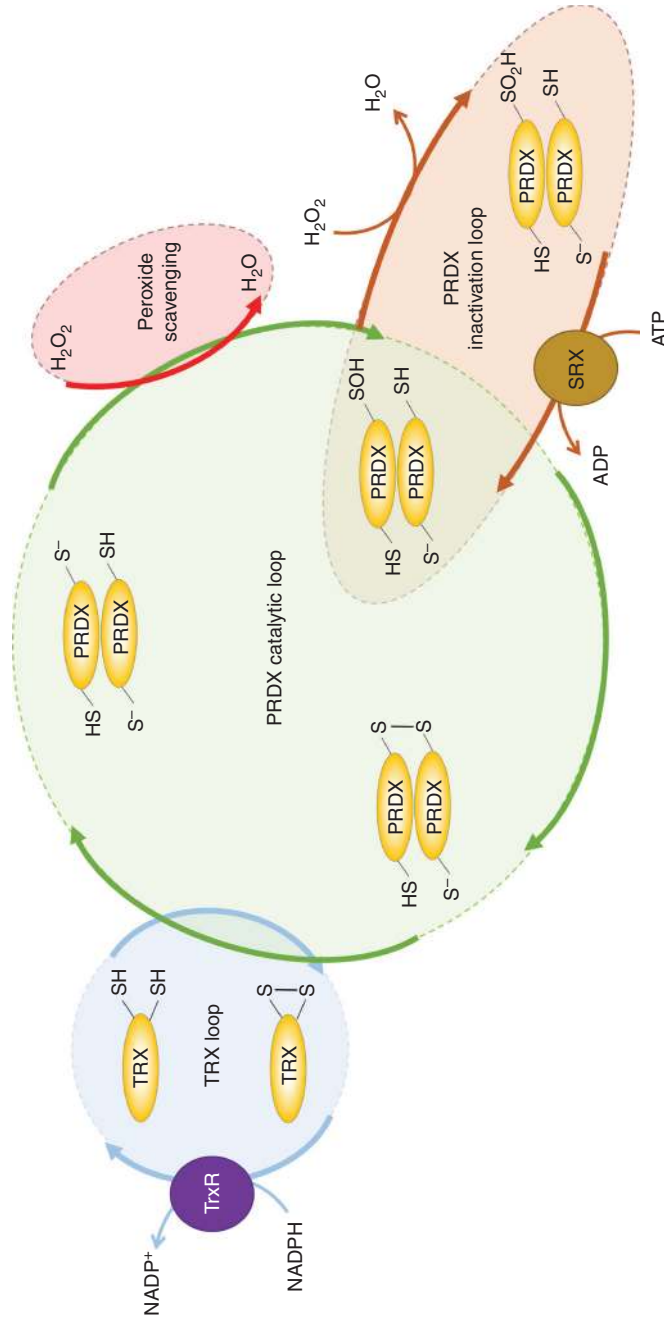 NADP⁺
NADPH
TrxR
TRX
SH
SH
TRX loop
TRX
S
S
HS
PRDX
S⁻
S⁻
PRDX
SH
PRDX catalytic loop
HS
PRDX
S
S⁻
PRDX
S
H₂O₂
Peroxide
scavenging
H₂O
HS
PRDX
SOH
S⁻
PRDX
SH
H₂O₂
H₂O
PRDX
inactivation loop
HS
PRDX
SO₂H
S⁻
PRDX
SH
SRX
ADP
ATP